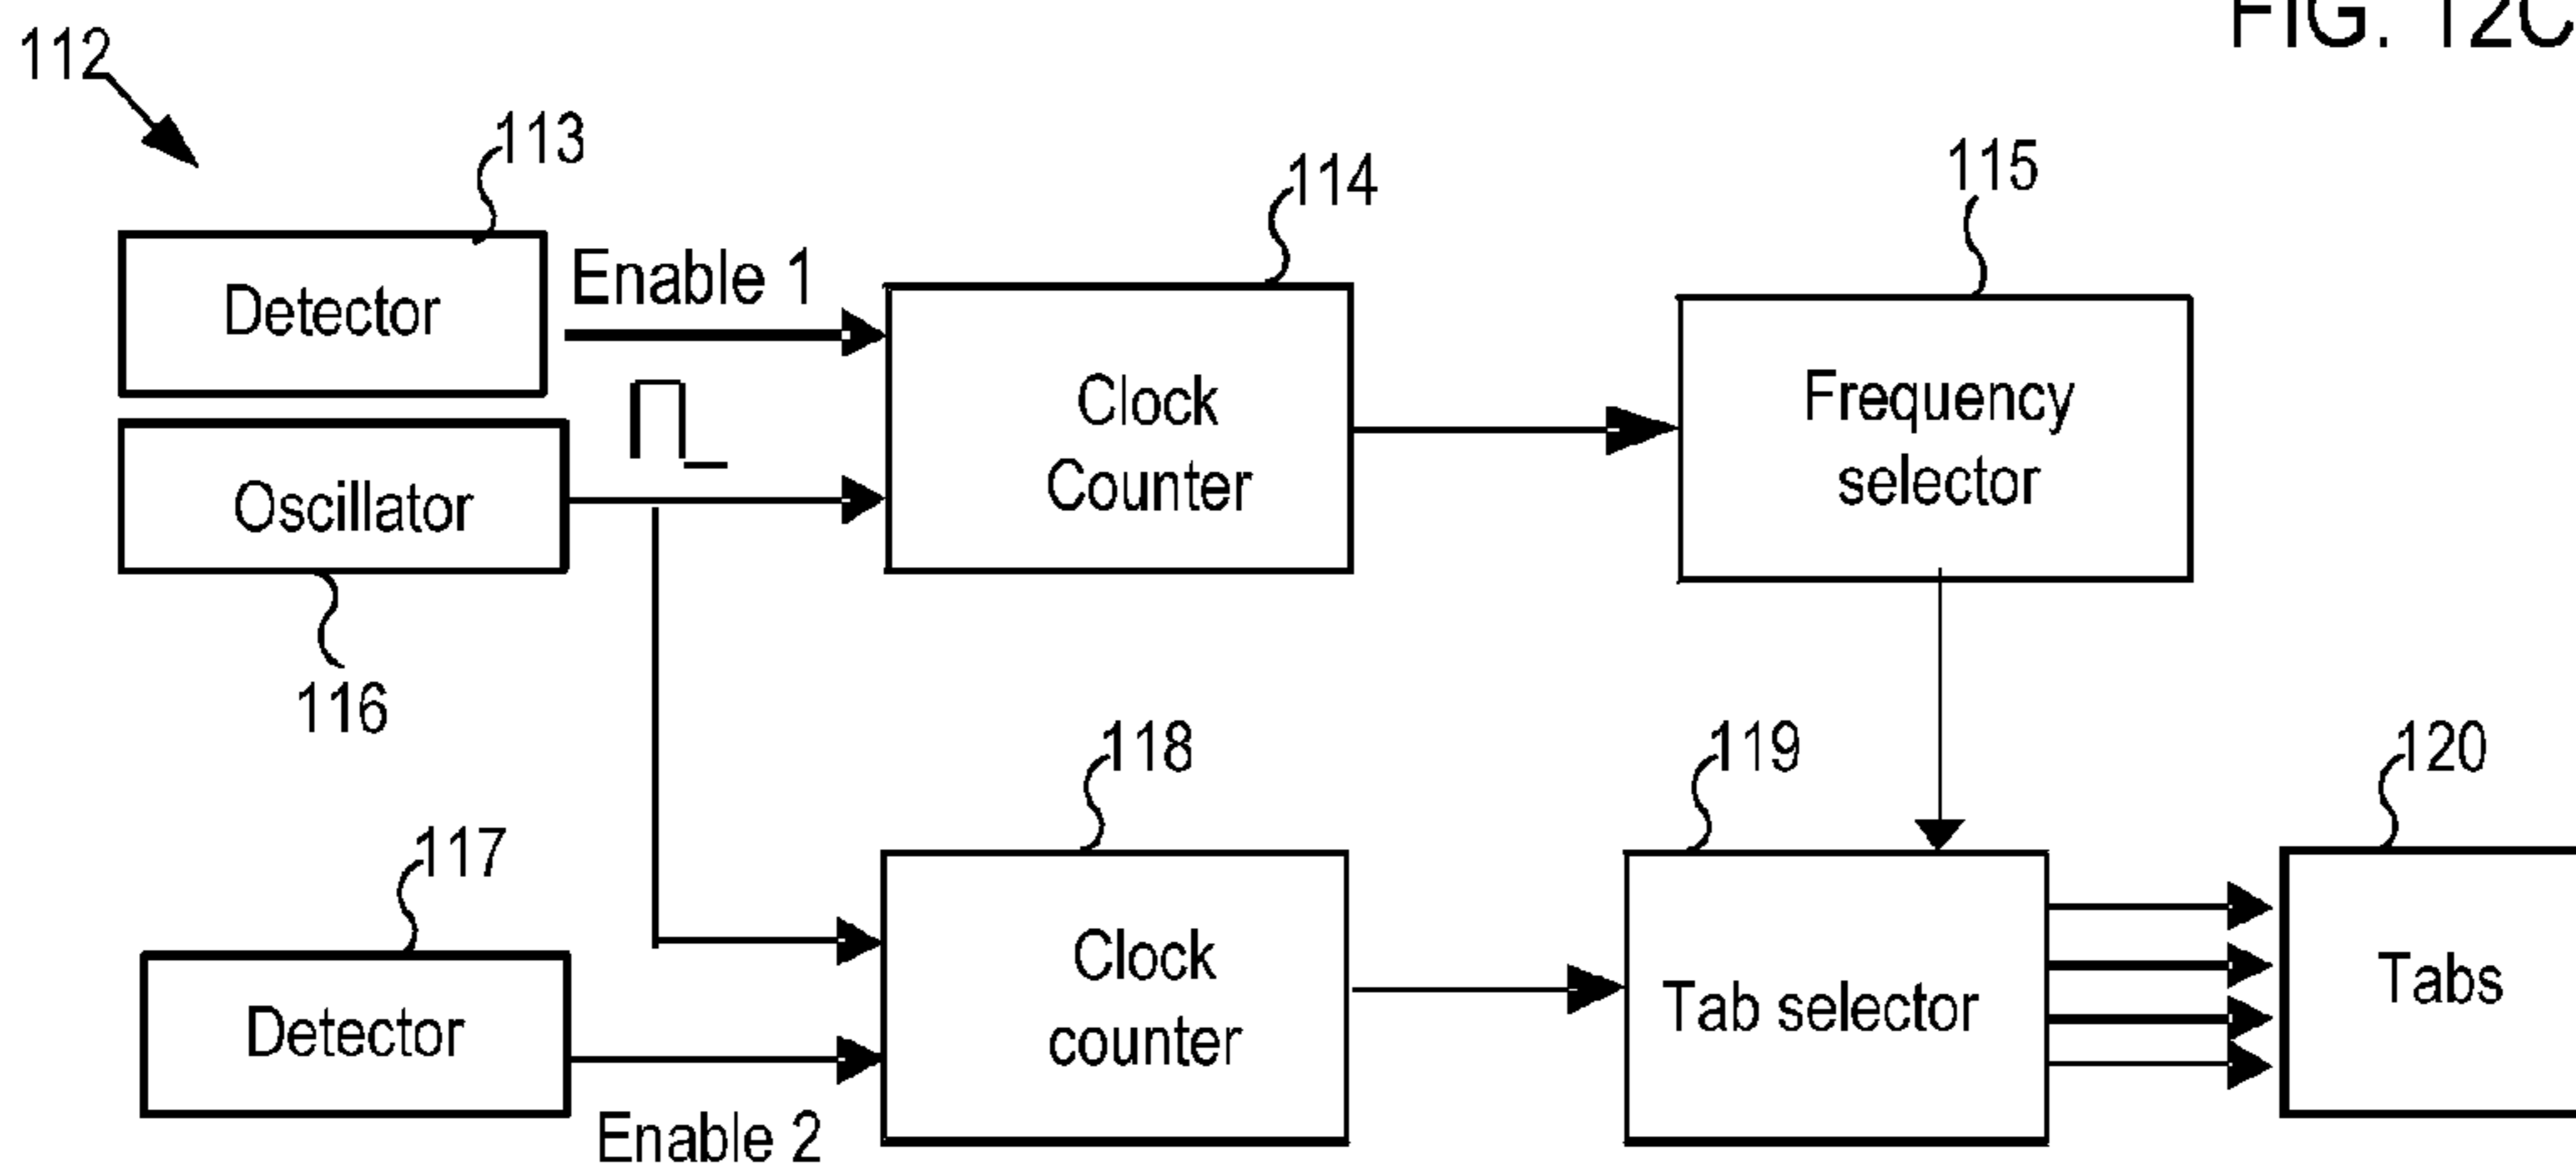 FIG. 12C
112
113
114
115
Detector
Enable 1
Clock
Counter
Frequency
selector
Oscillator
116
117
118
119
120
Detector
Enable 2
Clock
counter
Tab selector
Tabs